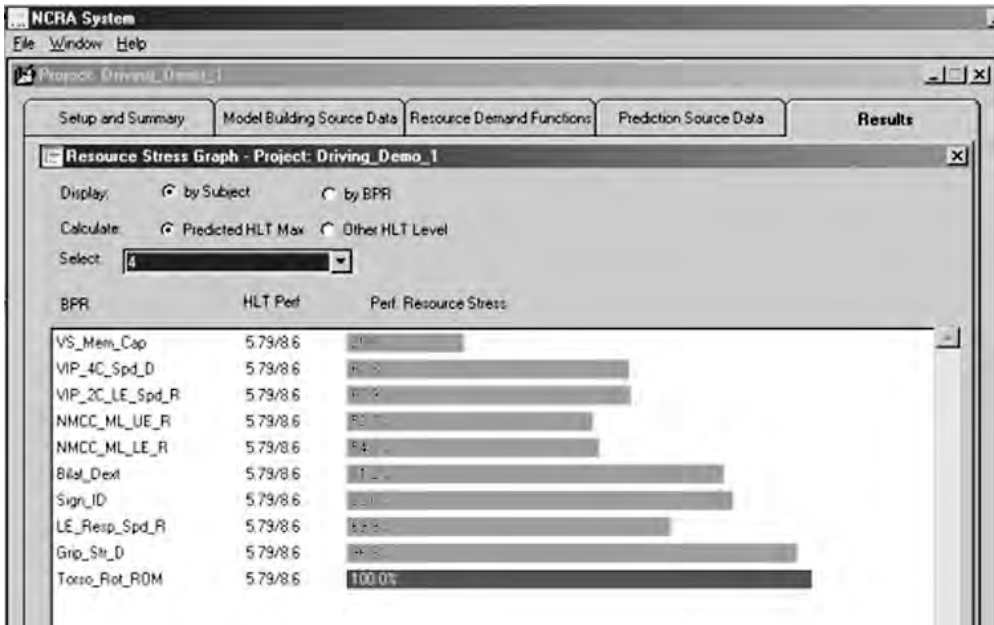 NCRA System
File Window Help
Project: Driving_Demo_1
Setup and Summary Model Building Source Data Resource Demand Functions Prediction Source Data Results
Resource Stress Graph - Project: Driving_Demo_1
Display: by Subject by BPR
Calculate: Predicted HLT Max Other HLT Level
Select: 4
BPR HLT Perf Perf. Resource Stress
VS_Mem_Cap 5.79/8.6
VIP_4C_Spd_D 5.79/8.6
VIP_2C_LE_Spd_R 5.79/8.6
NMCC_ML_UE_R 5.79/8.6
NMCC_ML_LE_R 5.79/8.6
Bilat_Dext 5.79/8.6
Sign_ID 5.79/8.6
LE_Resp_Spd_R 5.79/8.6
Grip_Str_D 5.79/8.6
Torso_Rot_ROM 5.79/8.6 100.0%